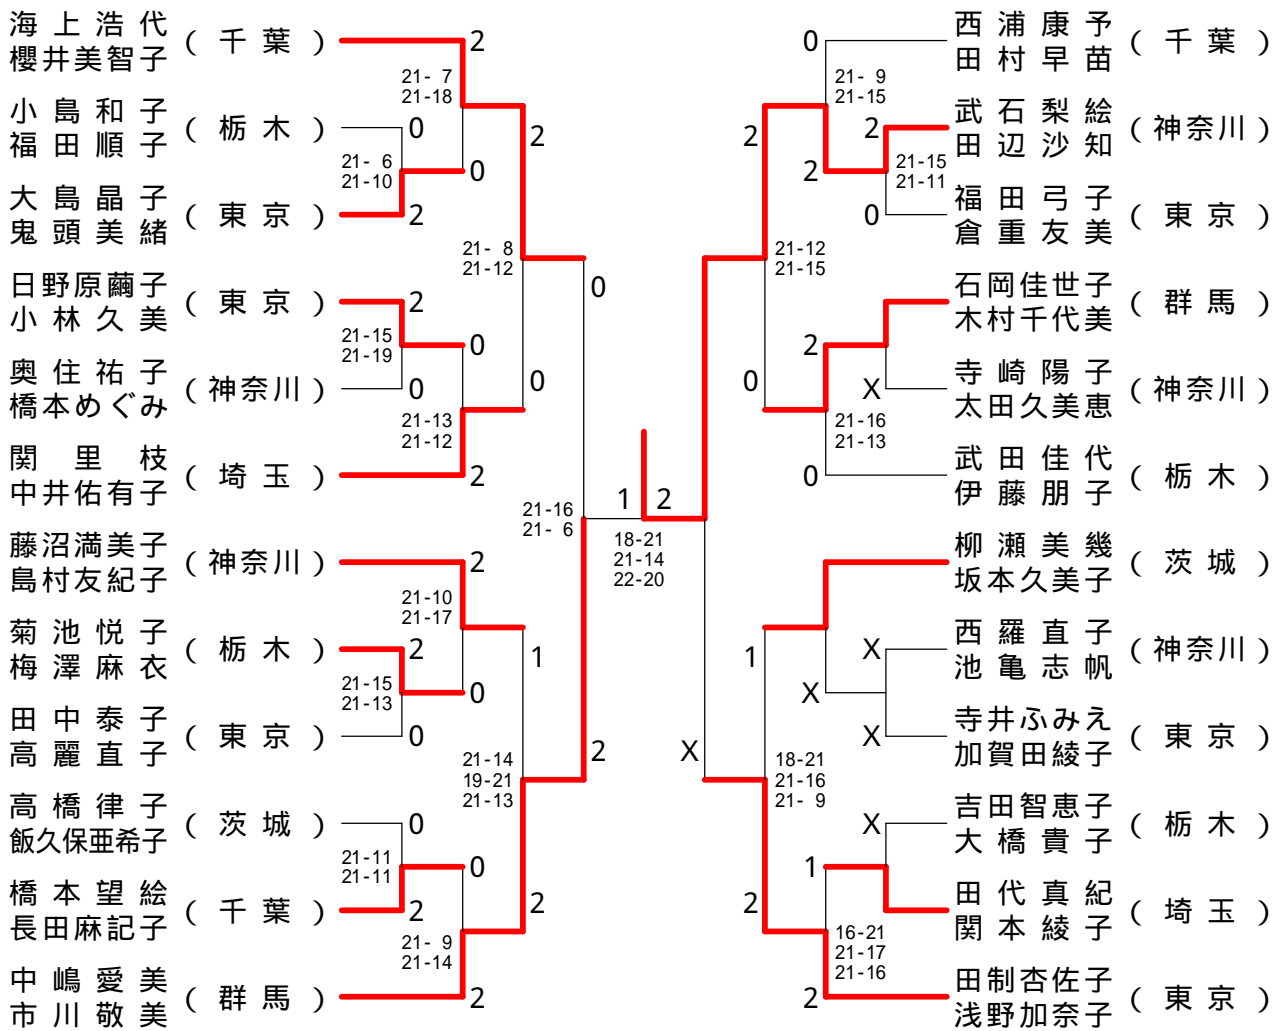 海上浩代
櫻井美智子
(千葉)
小島和子
福田順子
(栃木)
大島晶子
鬼頭美緒
(東京)
日野原繭子
小林久美
(東京)
奥住祐子
橋本めぐみ
(神奈川)
関里枝
中井佑有子
(埼玉)
藤沼満美子
島村友紀子
(神奈川)
菊池悦子
梅澤麻衣
(栃木)
田中泰子
高麗直子
(東京)
高橋律子
飯久保亜希子
(茨城)
橋本望絵
長田麻記子
(千葉)
中嶋愛美
市川敬美
(群馬)
2
21- 7
21-18
0
21- 6
21-10
0
2
2
21- 8
21-12
2
21-15
21-19
0
0
0
21-13
21-12
2
0
21-16
21- 6
2
21-10
21-17
1
2
21-15
21-13
0
0
21-14
19-21
21-13
2
0
21-11
21-11
0
2
21- 9
21-14
2
2
1
2
18-21
21-14
22-20
0
21- 9
21-15
2
2
2
21-15
21-11
0
21-12
21-15
2
X
0
21-16
21-13
0
1
X
X
X
X
18-21
21-16
21- 9
X
1
2
16-21
21-17
21-16
2
西浦康予
田村早苗
(千葉)
武石梨絵
田辺沙知
(神奈川)
福田弓子
倉重友美
(東京)
石岡佳世子
木村千代美
(群馬)
寺崎陽子
太田久美恵
(神奈川)
武田佳代
伊藤朋子
(栃木)
柳瀬美幾
坂本久美子
(茨城)
西羅直子
池亀志帆
(神奈川)
寺井ふみえ
加賀田綾子
(東京)
吉田智恵子
大橋貴子
(栃木)
田代真紀
関本綾子
(埼玉)
田制杏佐子
浅野加奈子
(東京)